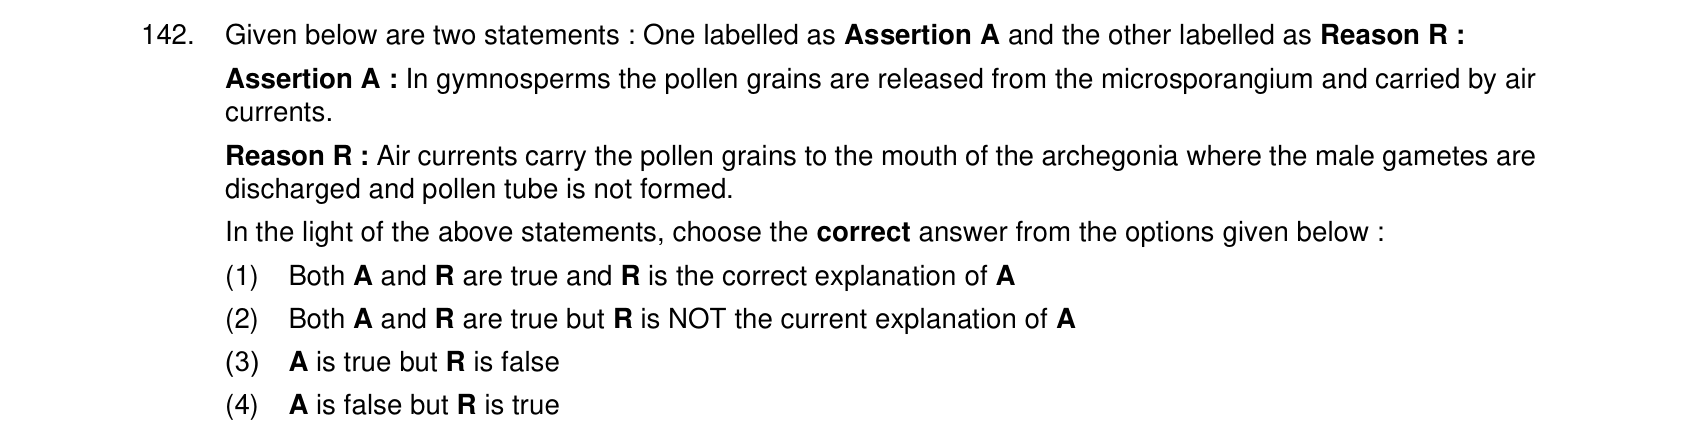 142. Given below are two statements : One labelled as Assertion A and the other labelled as Reason R :
Assertion A : In gymnosperms the pollen grains are released from the microsporangium and carried by air
currents.
Reason R : Air currents carry the pollen grains to the mouth of the archegonia where the male gametes are
discharged and pollen tube is not formed.
In the light of the above statements, choose the correct answer from the options given below :
(1) Both A and R are true and R is the correct explanation of A
(2) Both A and R are true but R is NOT the current explanation of A
(3) A is true but R is false
(4) A is false but R is true